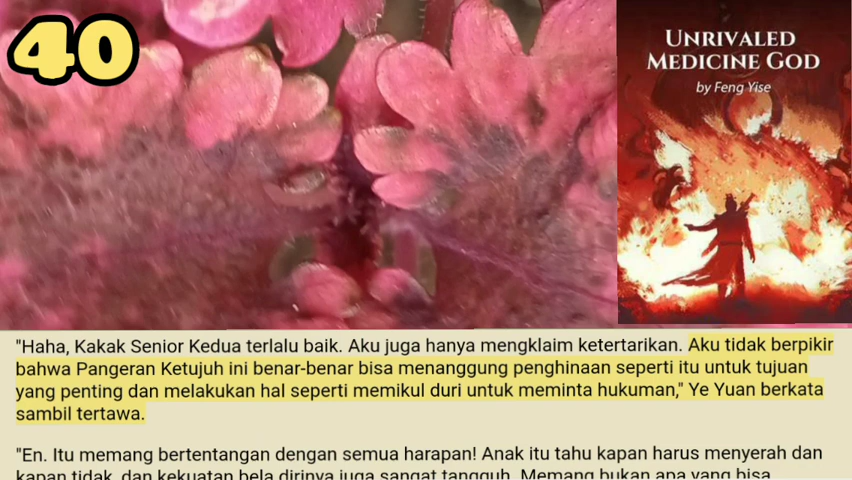 40
UNRIVALED
MEDICINE GOD
by Feng Yise
"Haha, Kakak Senior Kedua terlalu baik. Aku juga hanya mengklaim ketertarikan. Aku tidak berpikir
bahwa Pangeran Ketujuh ini benar-benar bisa menanggung penghinaan seperti itu untuk tujuan
yang penting dan melakukan hal seperti memikul duri untuk meminta hukuman," Ye Yuan berkata
sambil tertawa.
"En. Itu memang bertentangan dengan semua harapan! Anak itu tahu kapan harus menyerah dan
kapan tidak, dan kekuatan bela dirinya juga sangat tangguh. Memang bukan apa yang bisa